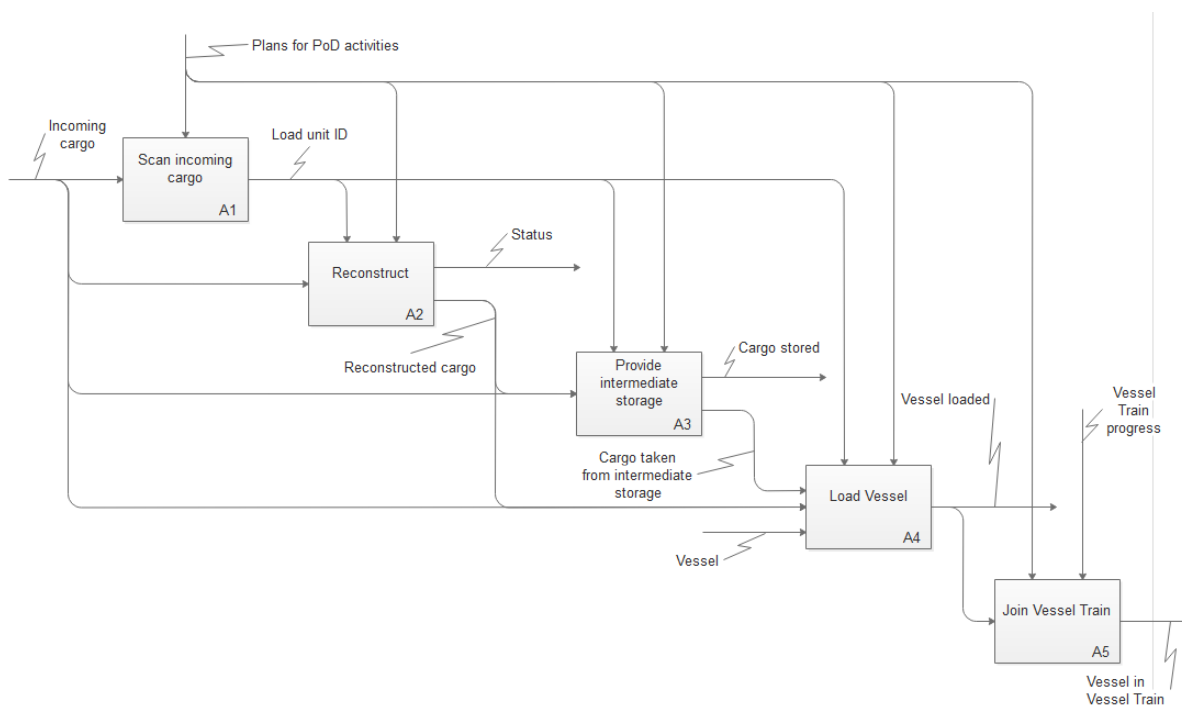 Plans for PoD activities
Incoming
cargo
Load unit ID
Scan incoming
cargo
A1
Status
Reconstruct
A2
Reconstructed cargo
Cargo stored
Provide
intermediate
storage
A3
Vessel loaded
Vessel
Train
progress
Cargo taken
from intermediate
storage
Load Vessel
A4
Vessel
Join Vessel Train
A5
Vessel in
Vessel Train